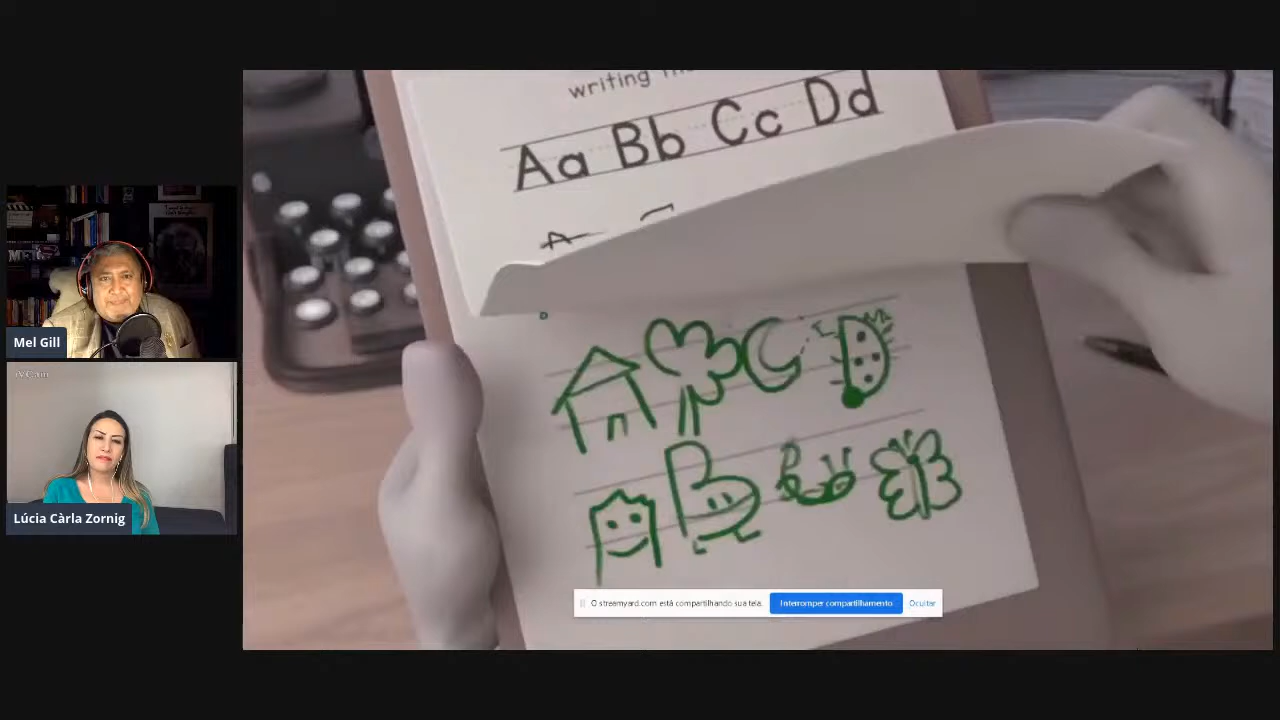 writing
Aa Bb Cc Dd
A
Mel Gill
iVCam
Lúcia Càrla Zornig
O streamyard.com está compartilhando sua tela.
Interromper compartilhamento
Ocultar